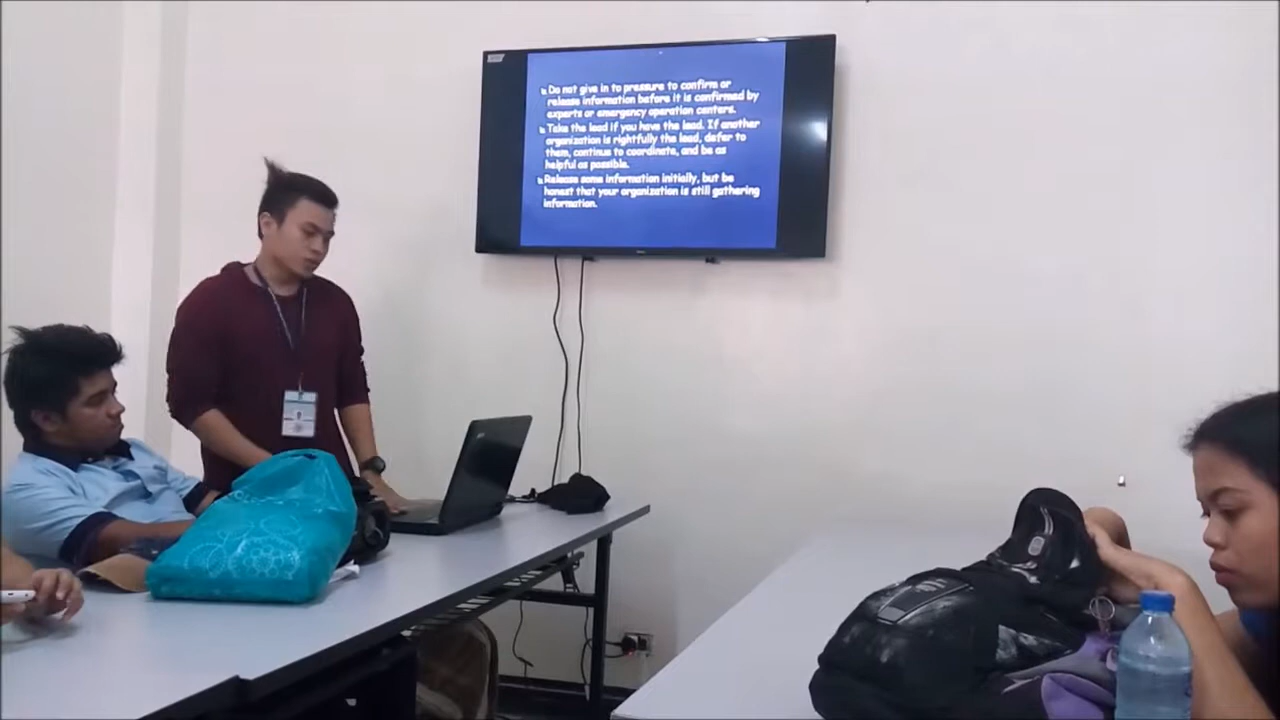 Do not give in to pressure to confirm or
release information before it is confirmed by
experts or emergency operation centers.
Take the lead if you have the lead. If another
organization is rightfully the lead, defer to
them, continue to coordinate, and be as
helpful as possible.
Release some information initially, but be
honest that your organization is still gathering
information.